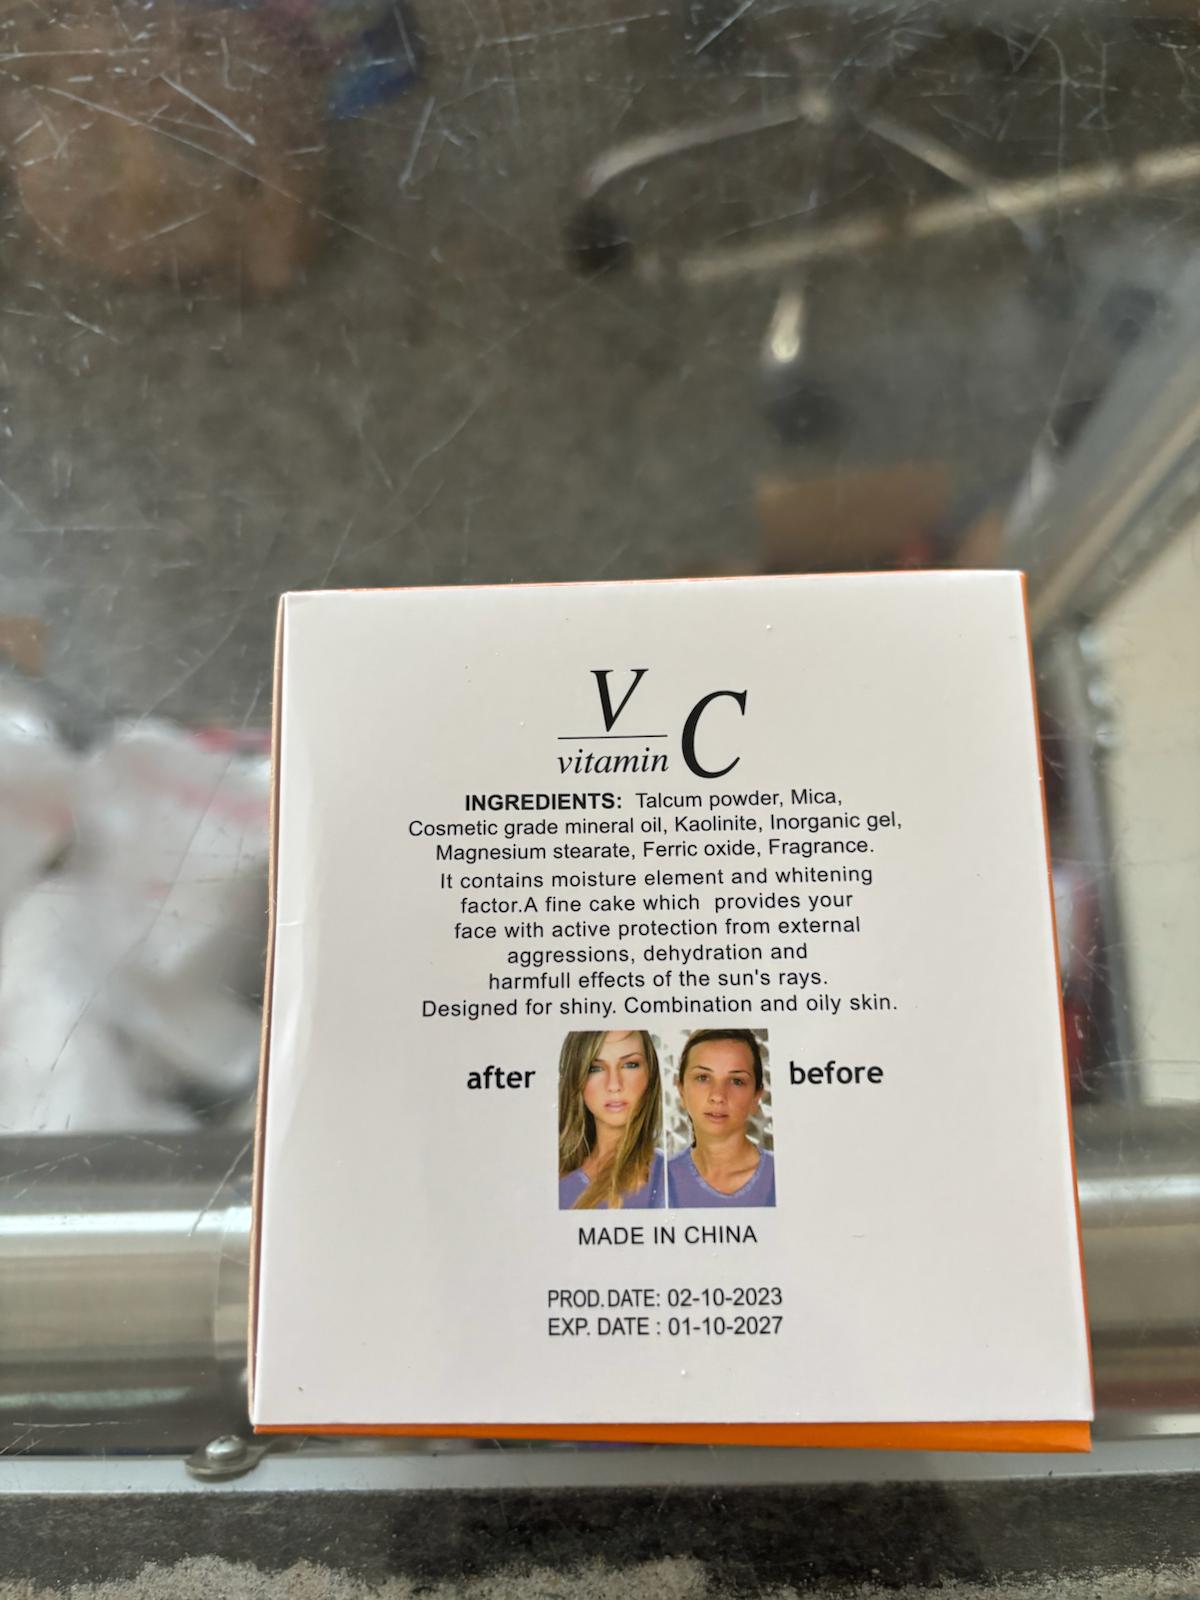 V
vitamin C
INGREDIENTS: Talcum powder, Mica,
Cosmetic grade mineral oil, Kaolinite, Inorganic gel,
Magnesium stearate, Ferric oxide, Fragrance.
It contains moisture element and whitening
factor.A fine cake which provides your
face with active protection from external
aggressions, dehydration and
harmfull effects of the sun's rays.
Designed for shiny. Combination and oily skin.
after before
MADE IN CHINA
PROD.DATE: 02-10-2023
EXP. DATE : 01-10-2027